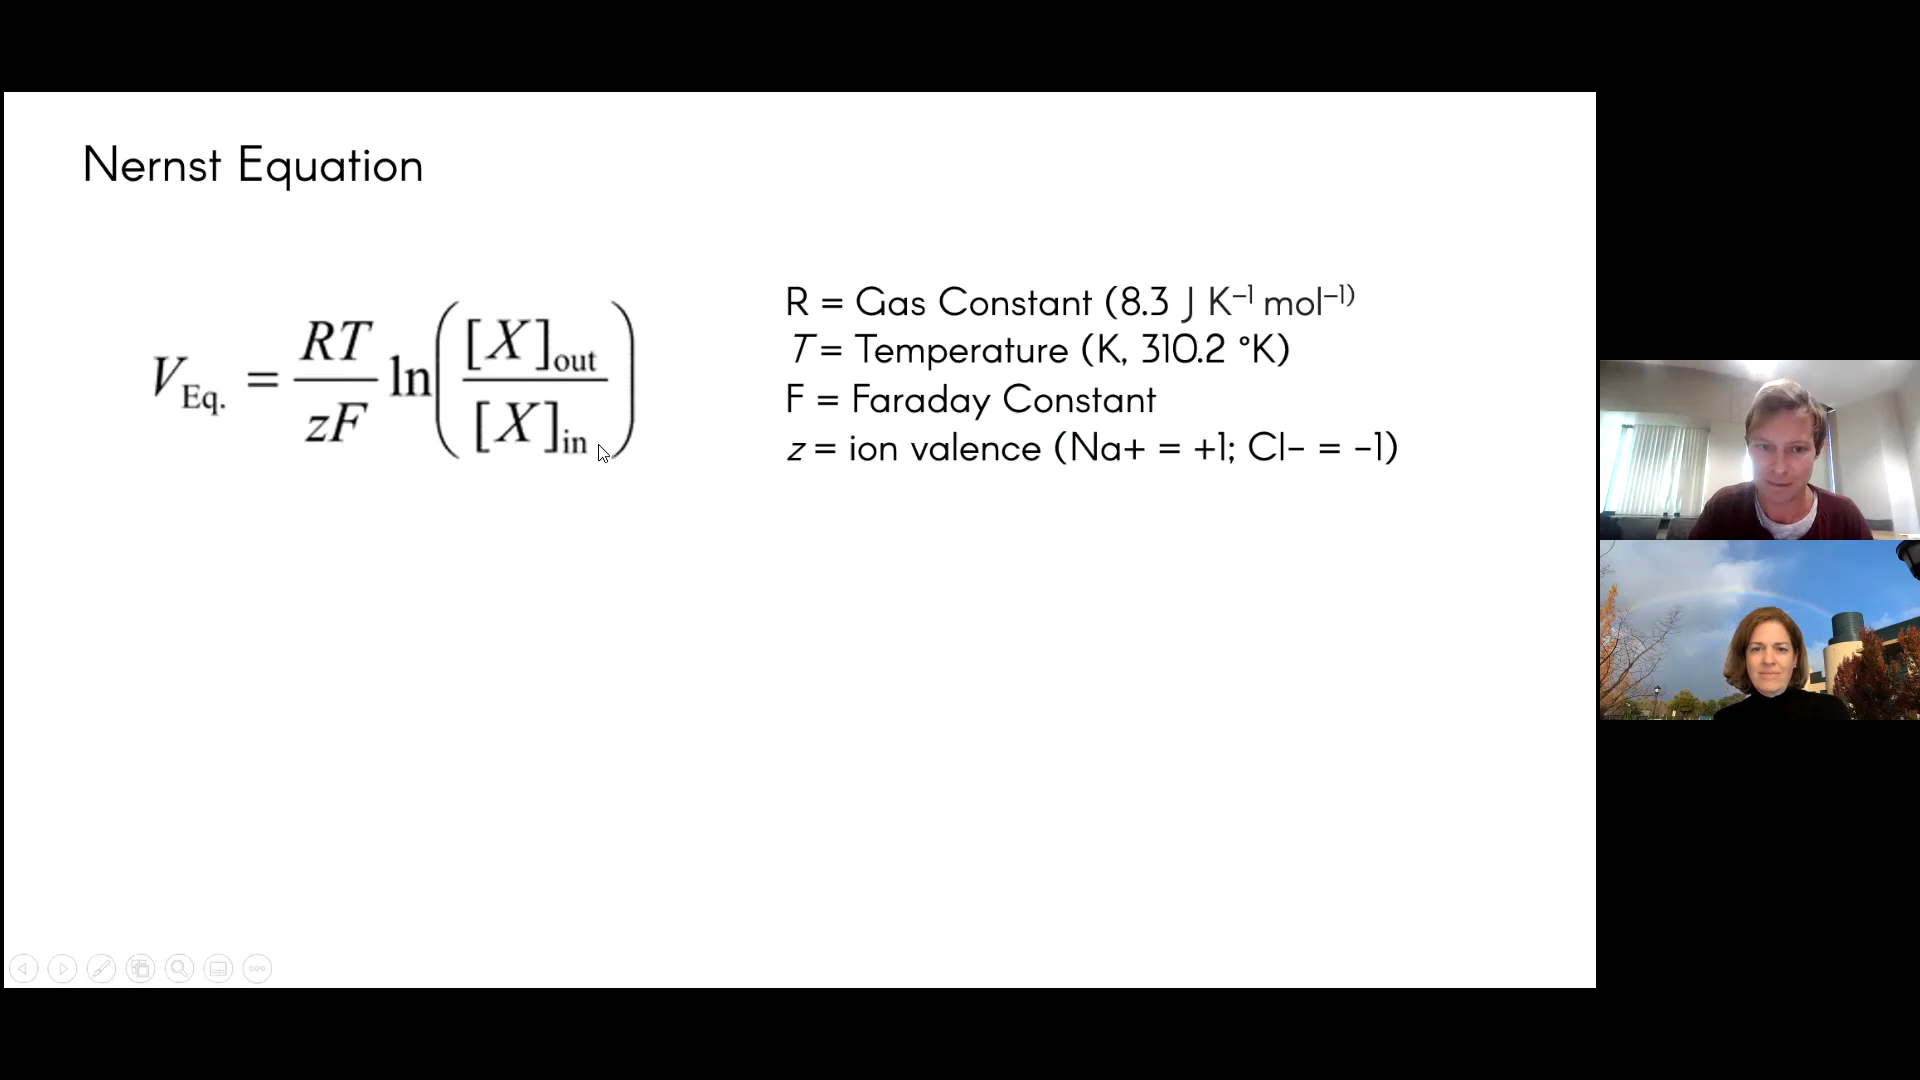 Nernst Equation
V_Eq. = \frac{RT}{zF} ln([X]_out / [X]_in)
R = Gas Constant (8.3 J K⁻¹ mol⁻¹⁾
T = Temperature (K, 310.2 °K)
F = Faraday Constant
z = ion valence (Na+ = +1; Cl- = -1)